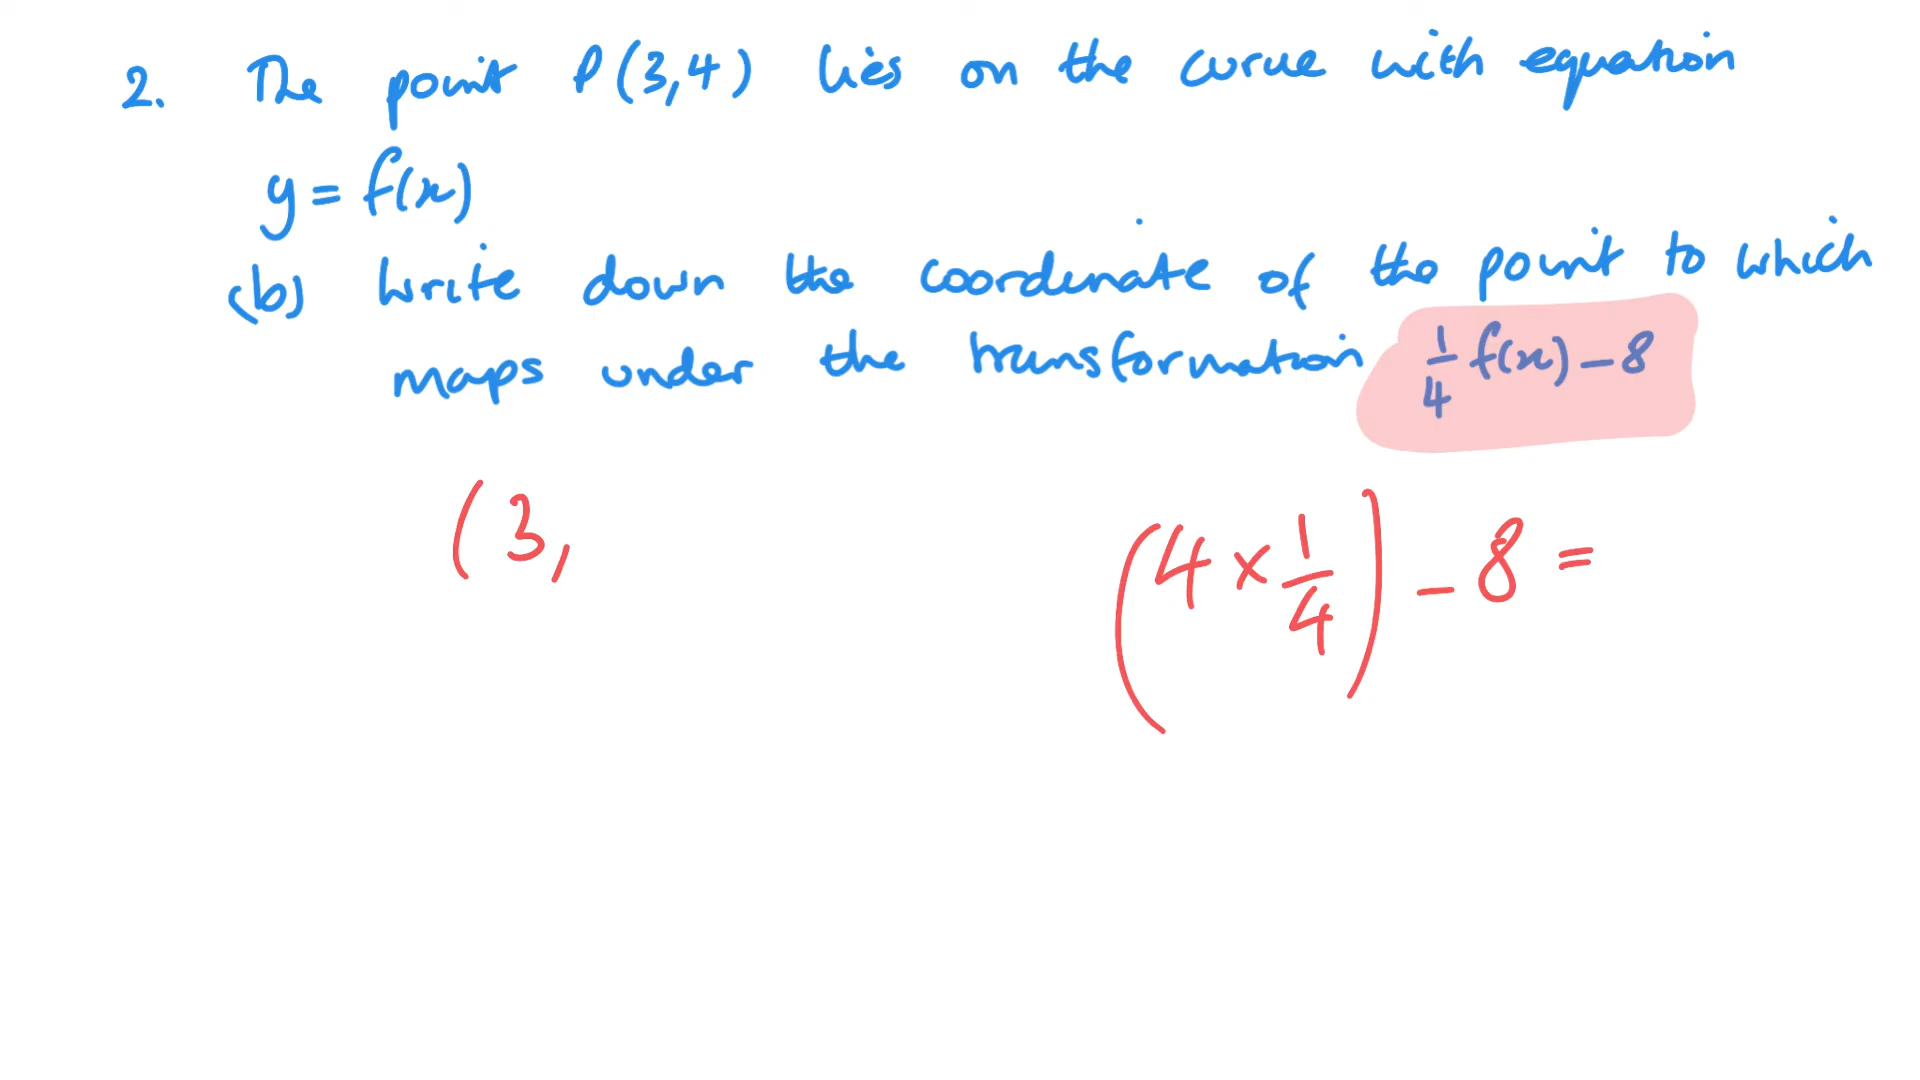 2. The point P(3,4) lies on the curve with equation
y = f(x)
(b) Write down the coordinate of the point to which
maps under the transformation 1/4 f(x) - 8
(3,
(4 × 1/4) - 8 =